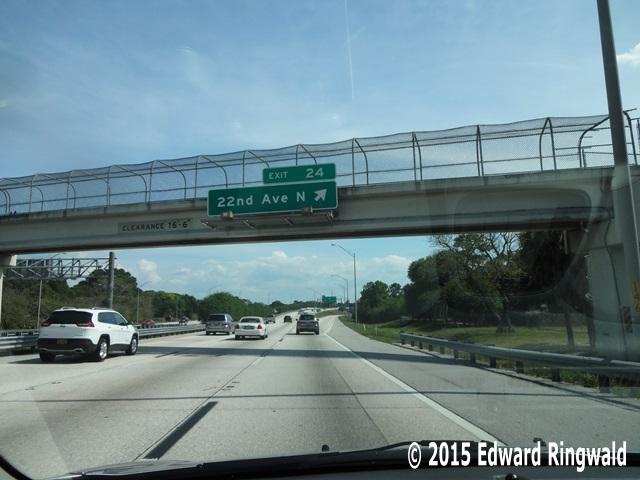 EXIT 24
22nd Ave N
CLEARANCE 16-6"
© 2015 Edward Ringwald